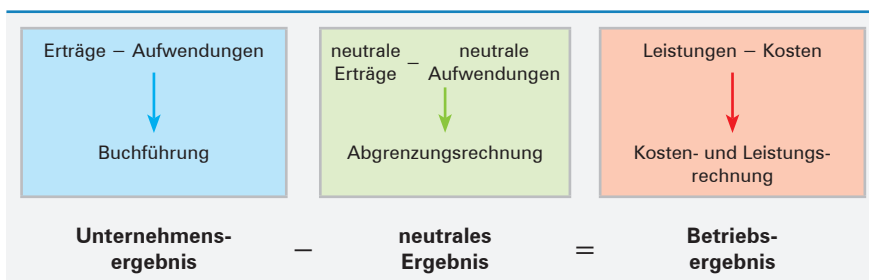 Erträge – Aufwendungen
Buchführung
neutrale – neutrale
Erträge Aufwendungen
Abgrenzungsrechnung
Leistungen – Kosten
Kosten- und Leistungs-
rechnung
Unternehmens-
ergebnis
–
neutrales
Ergebnis
=
Betriebs-
ergebnis